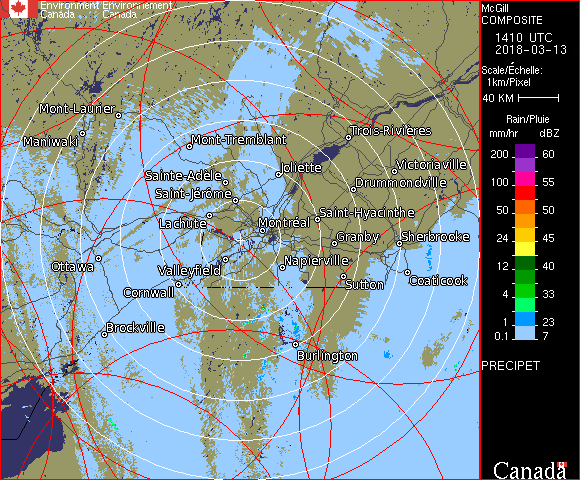 Environment Environnement
Canada Canada
McGill
COMPOSITE
1410 UTC
2018-03-13
Scale/Échelle:
1km/Pixel
40 KM
Rain/Pluie
mm/hr dBZ
200 60
100 55
50 50
24 45
12 40
4 33
1 23
0.1 7
PRECIPET
Canada
Mont-Laurier
Maniwaki
Mont-Tremblant
Trois-Rivières
Sainte-Adèle
Joliette
Victoriaville
Saint-Jérôme
Drummondville
Lachute
Montréal
Saint-Hyacinthe
Granby
Sherbrooke
Ottawa
Valleyfield
Napierville
Cornwall
Sutton
Coaticook
Brockville
Burlington